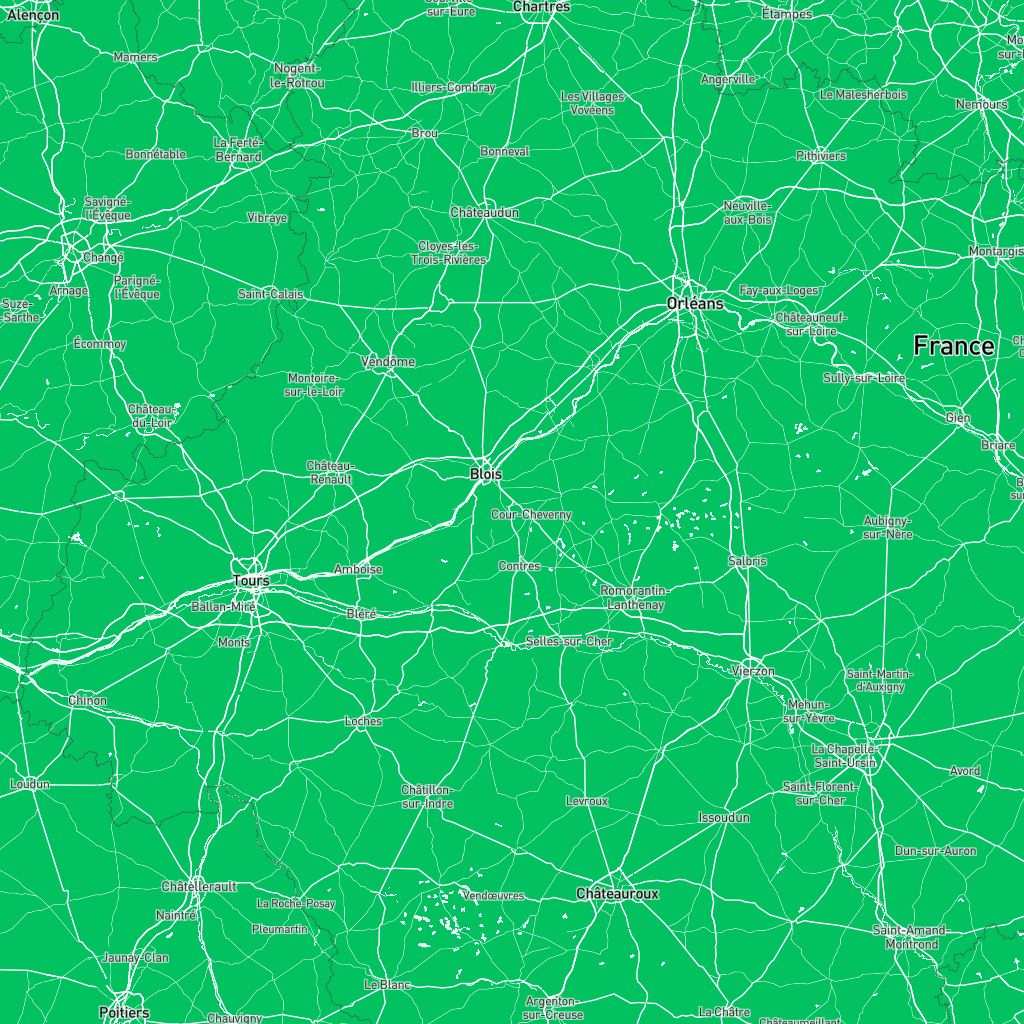 Alençon
Courville-
sur-Eure
Chartres
Étampes
Mamers
Nogent-
le-Rotrou
Illiers-Combray
Les Villages
Vovéens
Angerville
Le Malesherbois
Nemours
Bonnétable
La Ferté-
Bernard
Brou
Bonneval
Pithiviers
Savigné-
l'Évêque
Vibraye
Châteaudun
Neuville-
aux-Bois
Changé
Cloyes-les-
Trois-Rivières
Montargis
Arnage
Parigné-
l'Évêque
Saint-Calais
Suze-
Sarthe
Orléans
Fay-aux-Loges
Châteauneuf-
sur-Loire
Écommoy
France
Vendôme
Montoire-
sur-le-Loir
Sully-sur-Loire
Château-
du-Loir
Gien
Briare
Château-
Renault
Blois
Cour-Cheverny
Aubigny-
sur-Nère
Contres
Salbris
Tours
Amboise
Romorantin-
Lanthenay
Ballan-Miré
Bléré
Monts
Selles-sur-Cher
Vierzon
Saint-Martin-
d'Auxigny
Chinon
Loches
Mehun-
sur-Yèvre
La Chapelle-
Saint-Ursin
Avord
Loudun
Châtillon-
sur-Indre
Levroux
Saint-Florent-
sur-Cher
Issoudun
Dun-sur-Auron
Châtellerault
La Roche-Posay
Vendœuvres
Châteauroux
Naintré
Pleumartin
Saint-Amand-
Montrond
Jaunay-Clan
Le Blanc
Argenton-
sur-Creuse
La Châtre
Poitiers
Chauvigny
Châteaumeillant